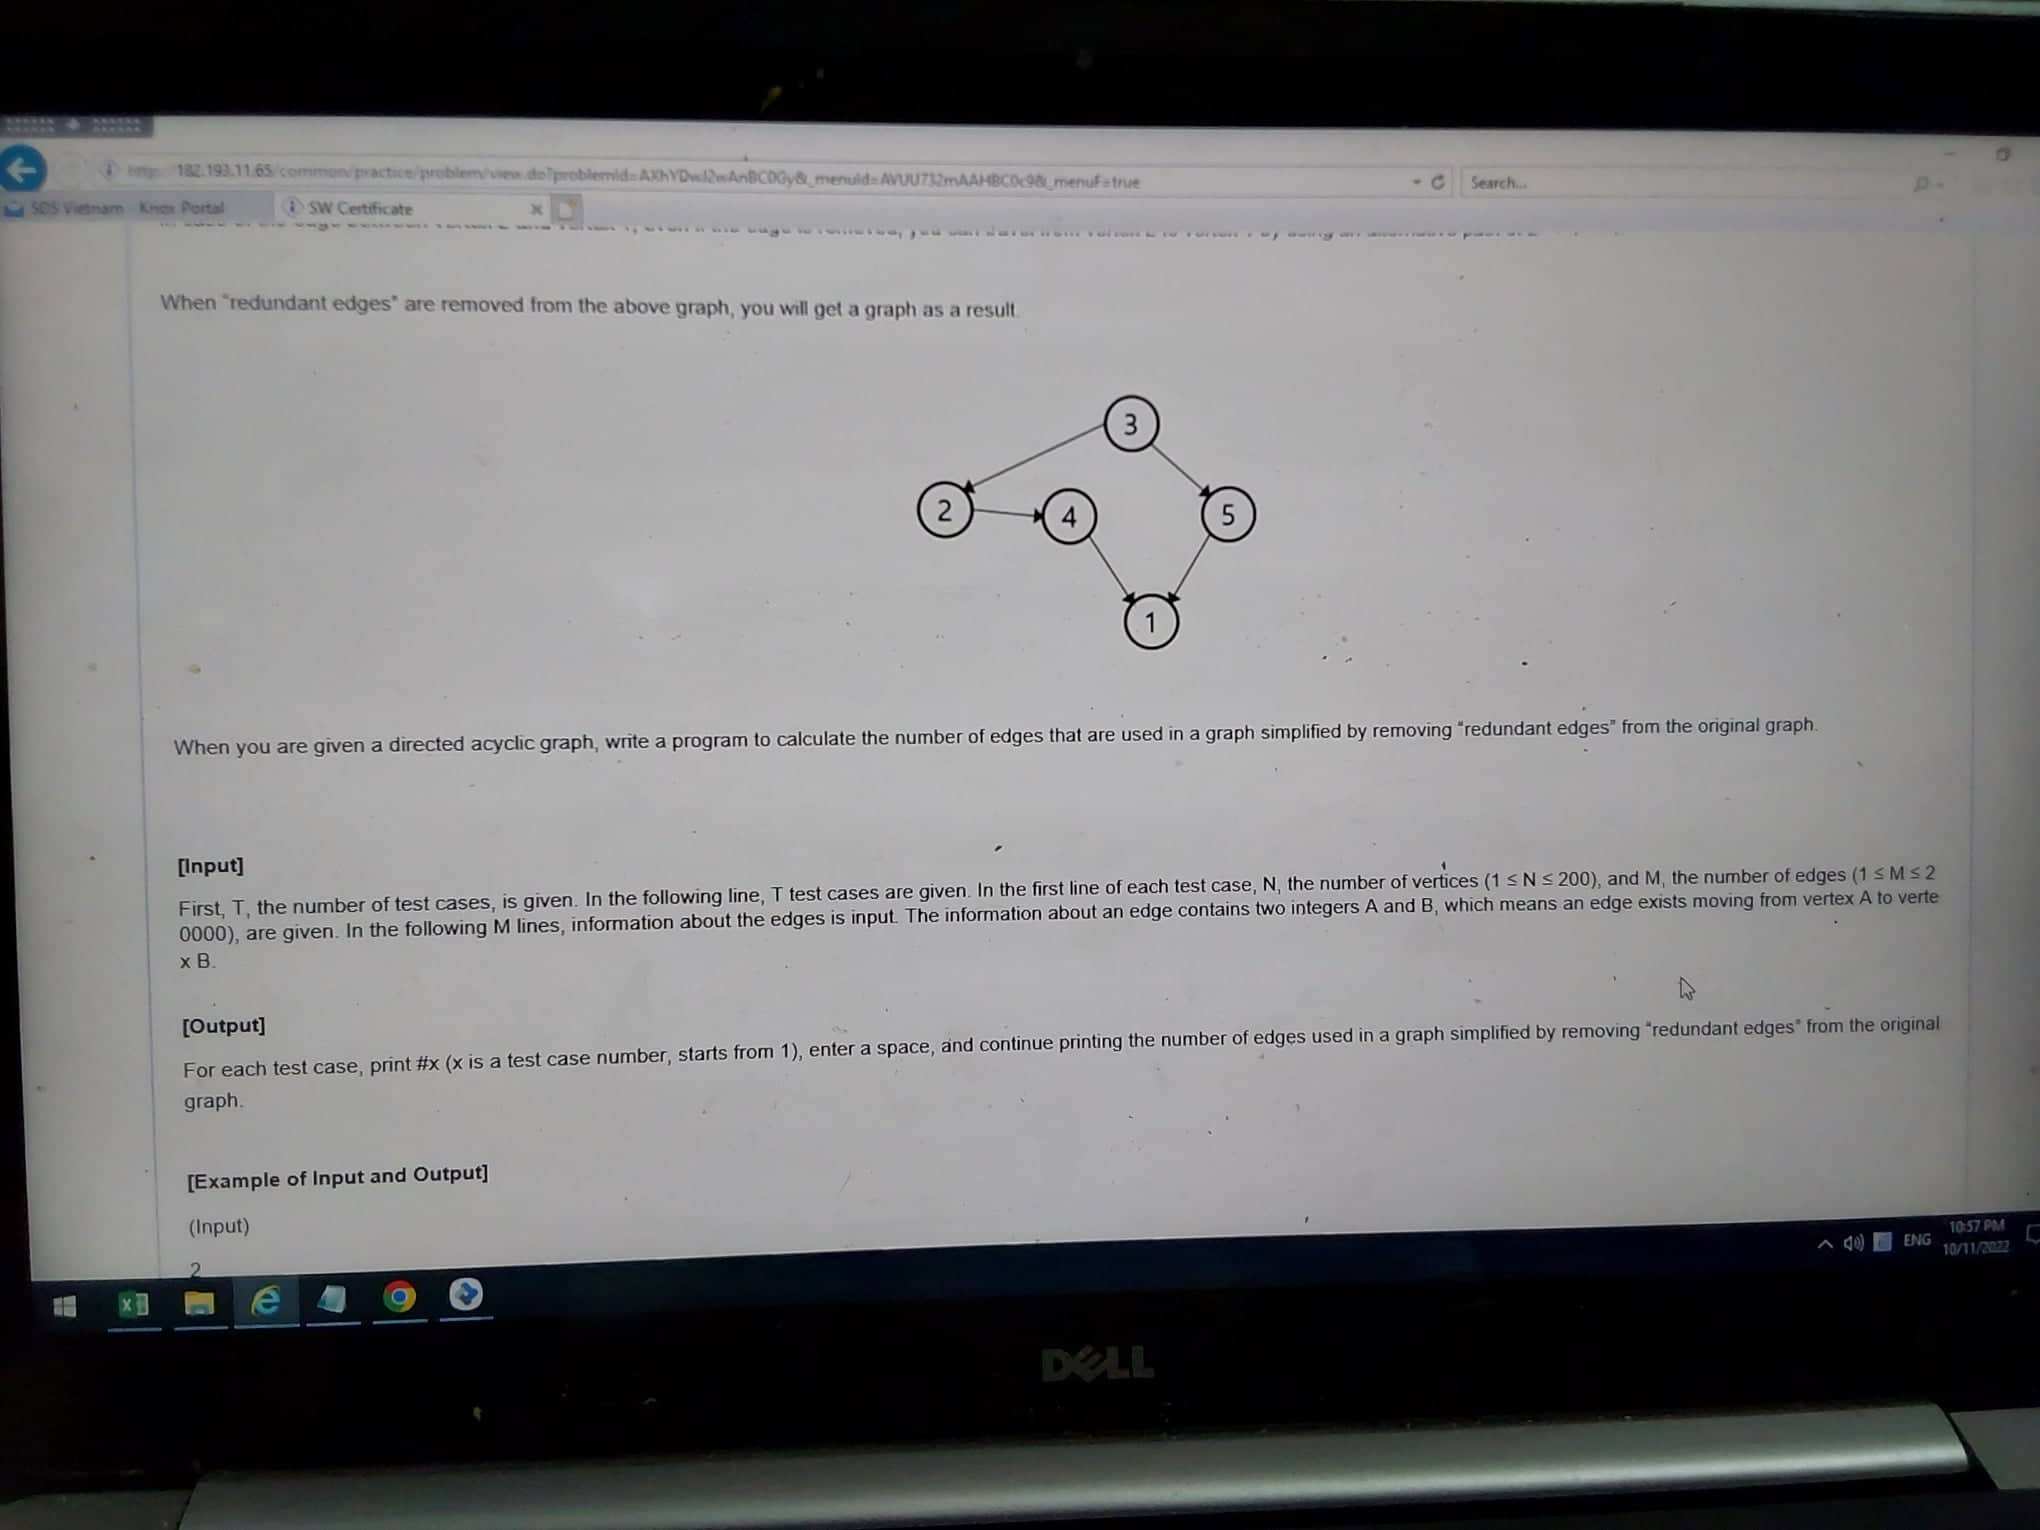 182.193.11.65/common/practice/problem/view.do?problemId=AXhYDwJ2wAnBC0Gy&_menuId=AVUU732mAAHBC0c9&_menuF=true
Search...
SDS Vietnam Knox Portal
SW Certificate
When "redundant edges" are removed from the above graph, you will get a graph as a result.
3
2
4
5
1
When you are given a directed acyclic graph, write a program to calculate the number of edges that are used in a graph simplified by removing "redundant edges" from the original graph.
[Input]
First, T, the number of test cases, is given. In the following line, T test cases are given. In the first line of each test case, N, the number of vertices (1 ≤ N ≤ 200), and M, the number of edges (1 ≤ M ≤ 2
0000), are given. In the following M lines, information about the edges is input. The information about an edge contains two integers A and B, which means an edge exists moving from vertex A to verte
x B.
[Output]
For each test case, print #x (x is a test case number, starts from 1), enter a space, and continue printing the number of edges used in a graph simplified by removing "redundant edges" from the original
graph.
[Example of Input and Output]
(Input)
2
ENG
10:57 PM
10/11/2022
DELL